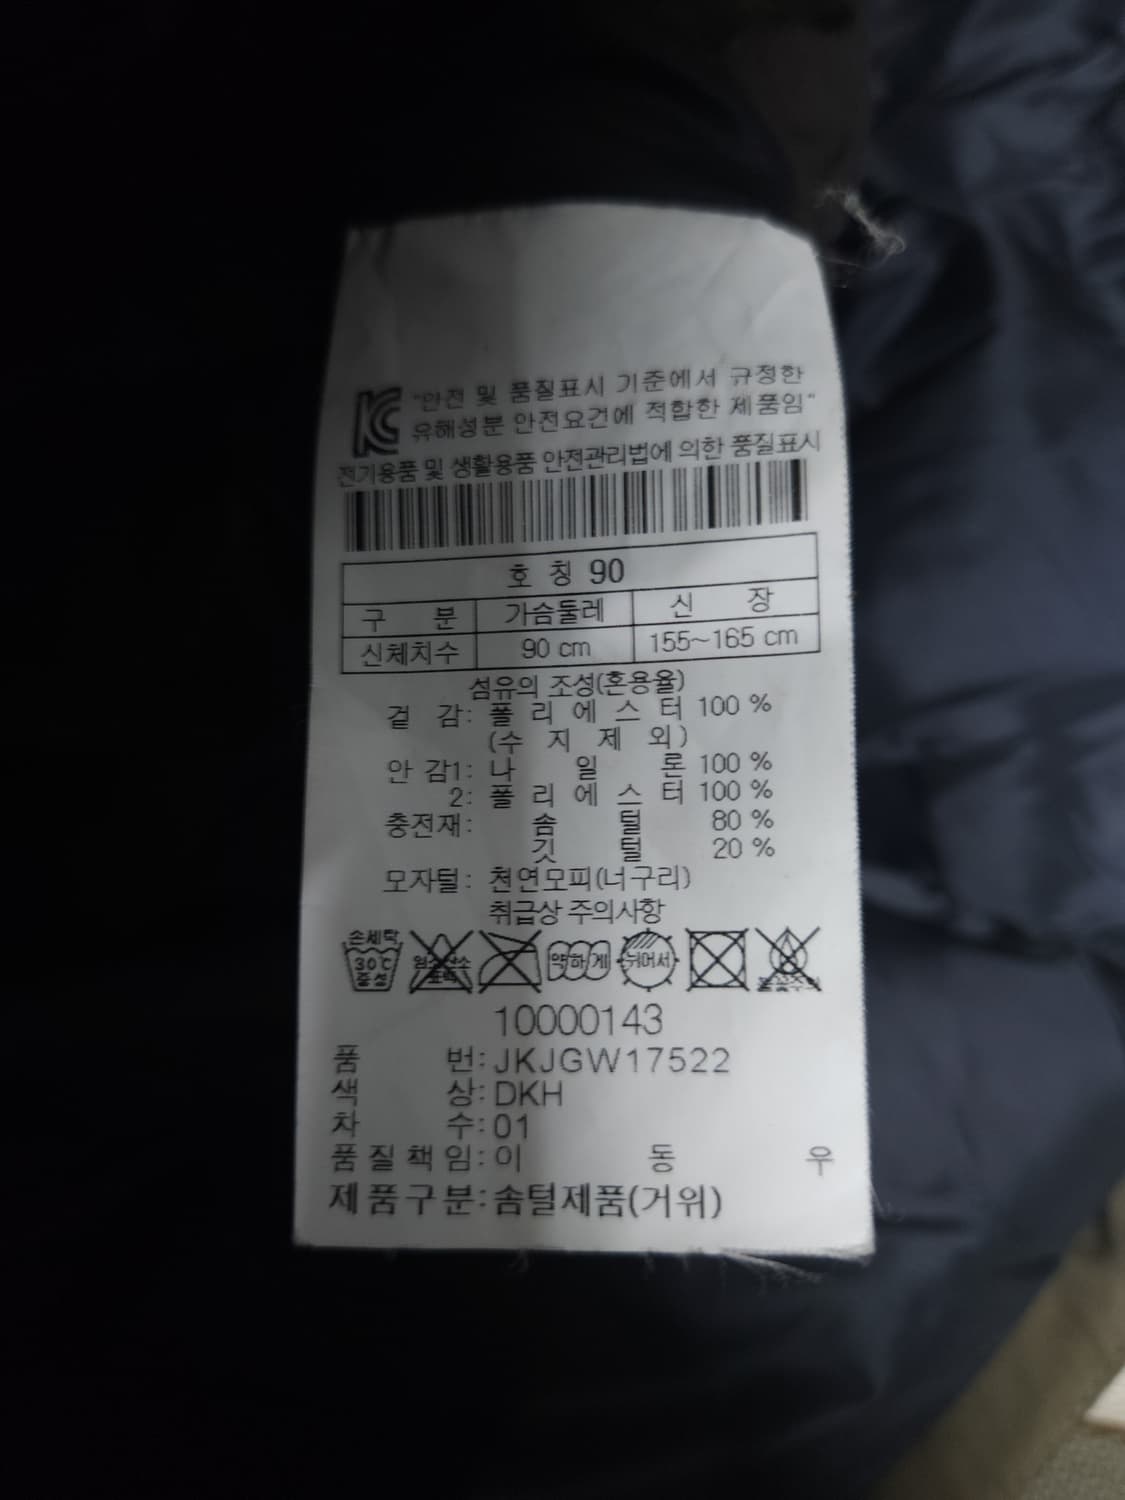 KC "안전 및 품질표시 기준에서 규정한
유해성분 안전요건에 적합한 제품임"
전기용품 및 생활용품 안전관리법에 의한 품질표시
호 칭 90
구 분 가슴둘레 신 장
신체치수 90 cm 155~165 cm
섬유의 조성(혼용율)
겉 감: 폴 리 에 스 터 100 %
(수 지 제 외)
안 감1: 나 일 론 100 %
2: 폴 리 에 스 터 100 %
충전재: 솜 털 80 %
깃 털 20 %
모자털: 천연모피(너구리)
취급상 주의사항
손세탁 30℃ 중성 약하게 뉘어서
10000143
품 번: JKJGW17522
색 상: DKH
차 수: 01
품 질 책 임: 이 동 우
제 품 구 분: 솜털제품(거위)